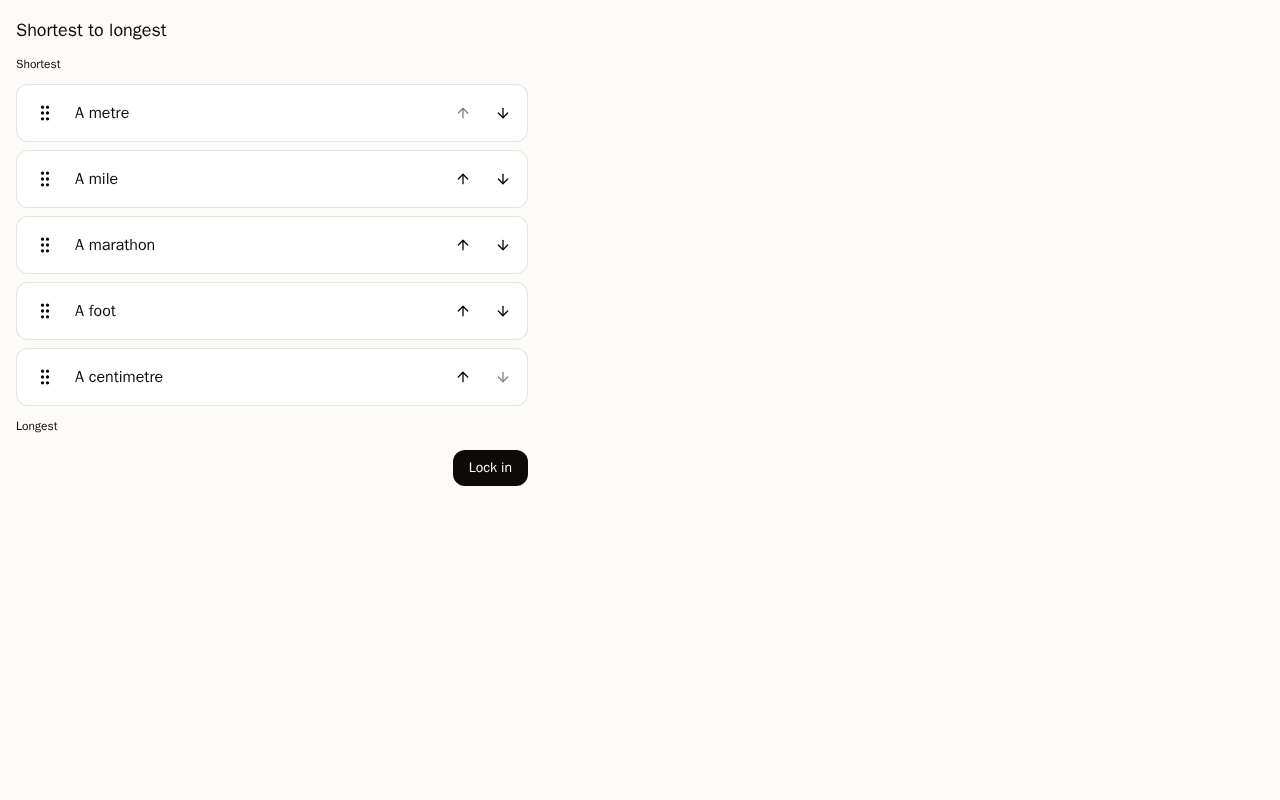 Shortest to longest
Shortest
A metre
A mile
A marathon
A foot
A centimetre
Longest
Lock in